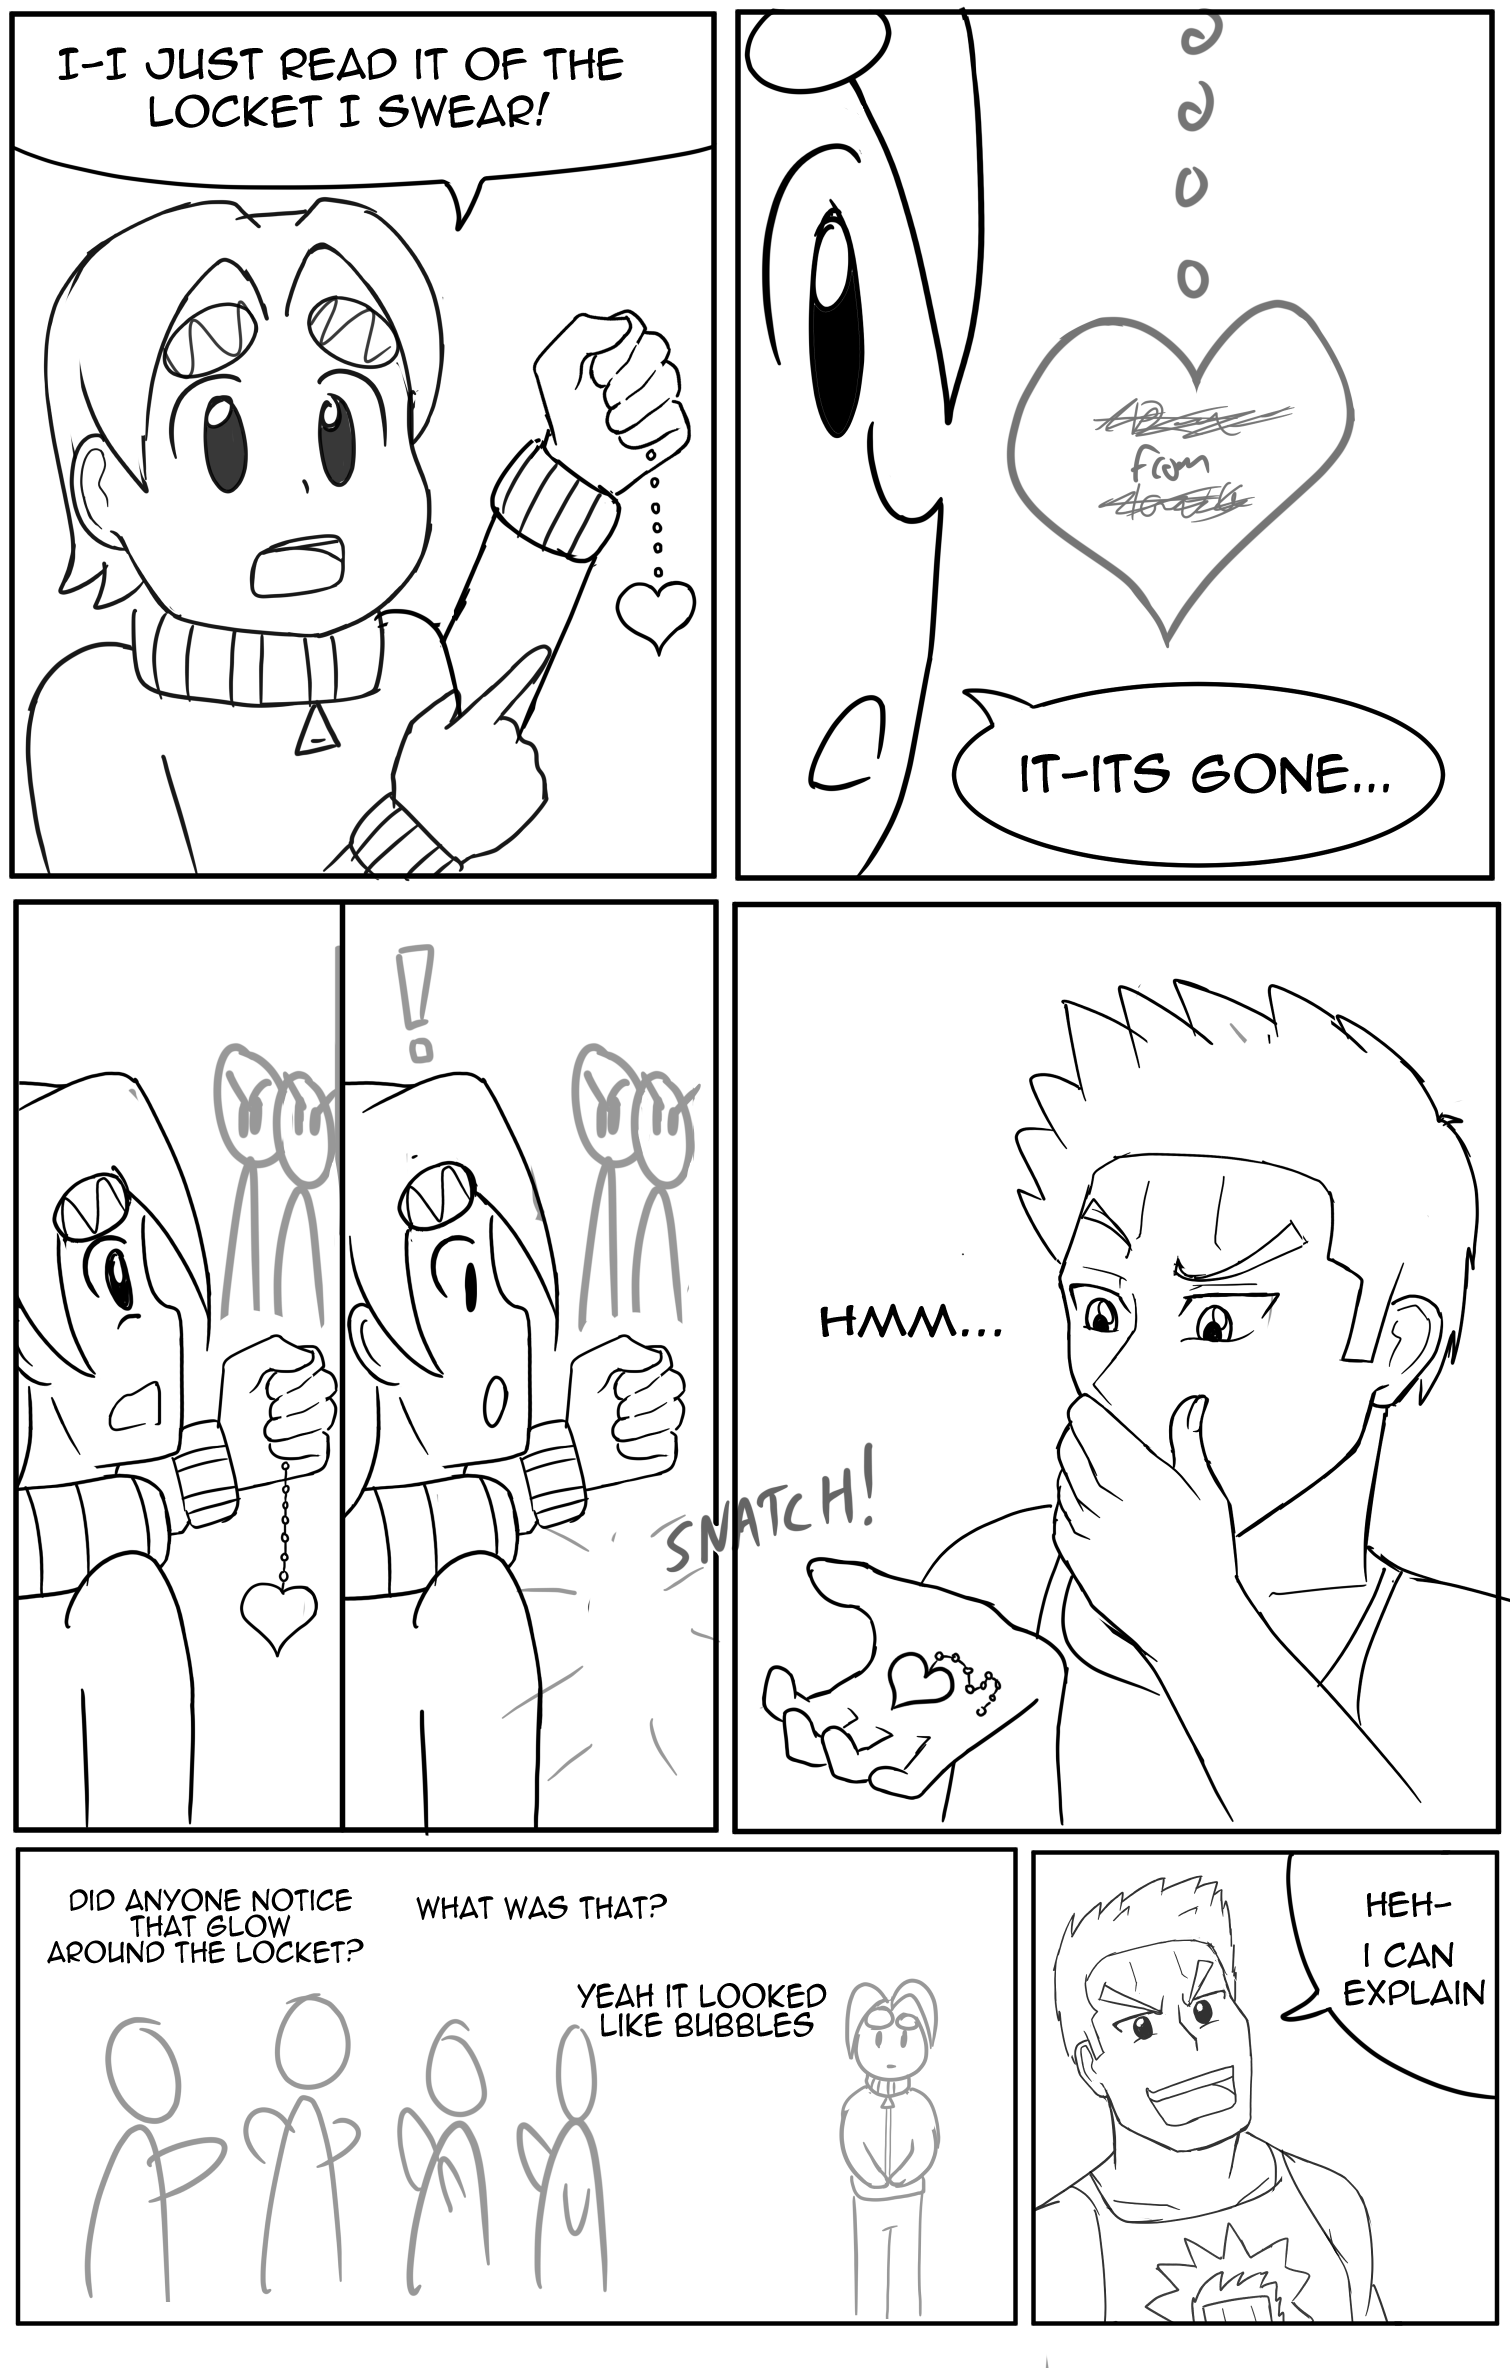 I-I JUST READ IT OF THE
LOCKET I SWEAR!
From
IT-ITS GONE...
!
SNATCH!
HMM...
DID ANYONE NOTICE
THAT GLOW
AROUND THE LOCKET?
WHAT WAS THAT?
YEAH IT LOOKED
LIKE BUBBLES
HEH-
I CAN
EXPLAIN